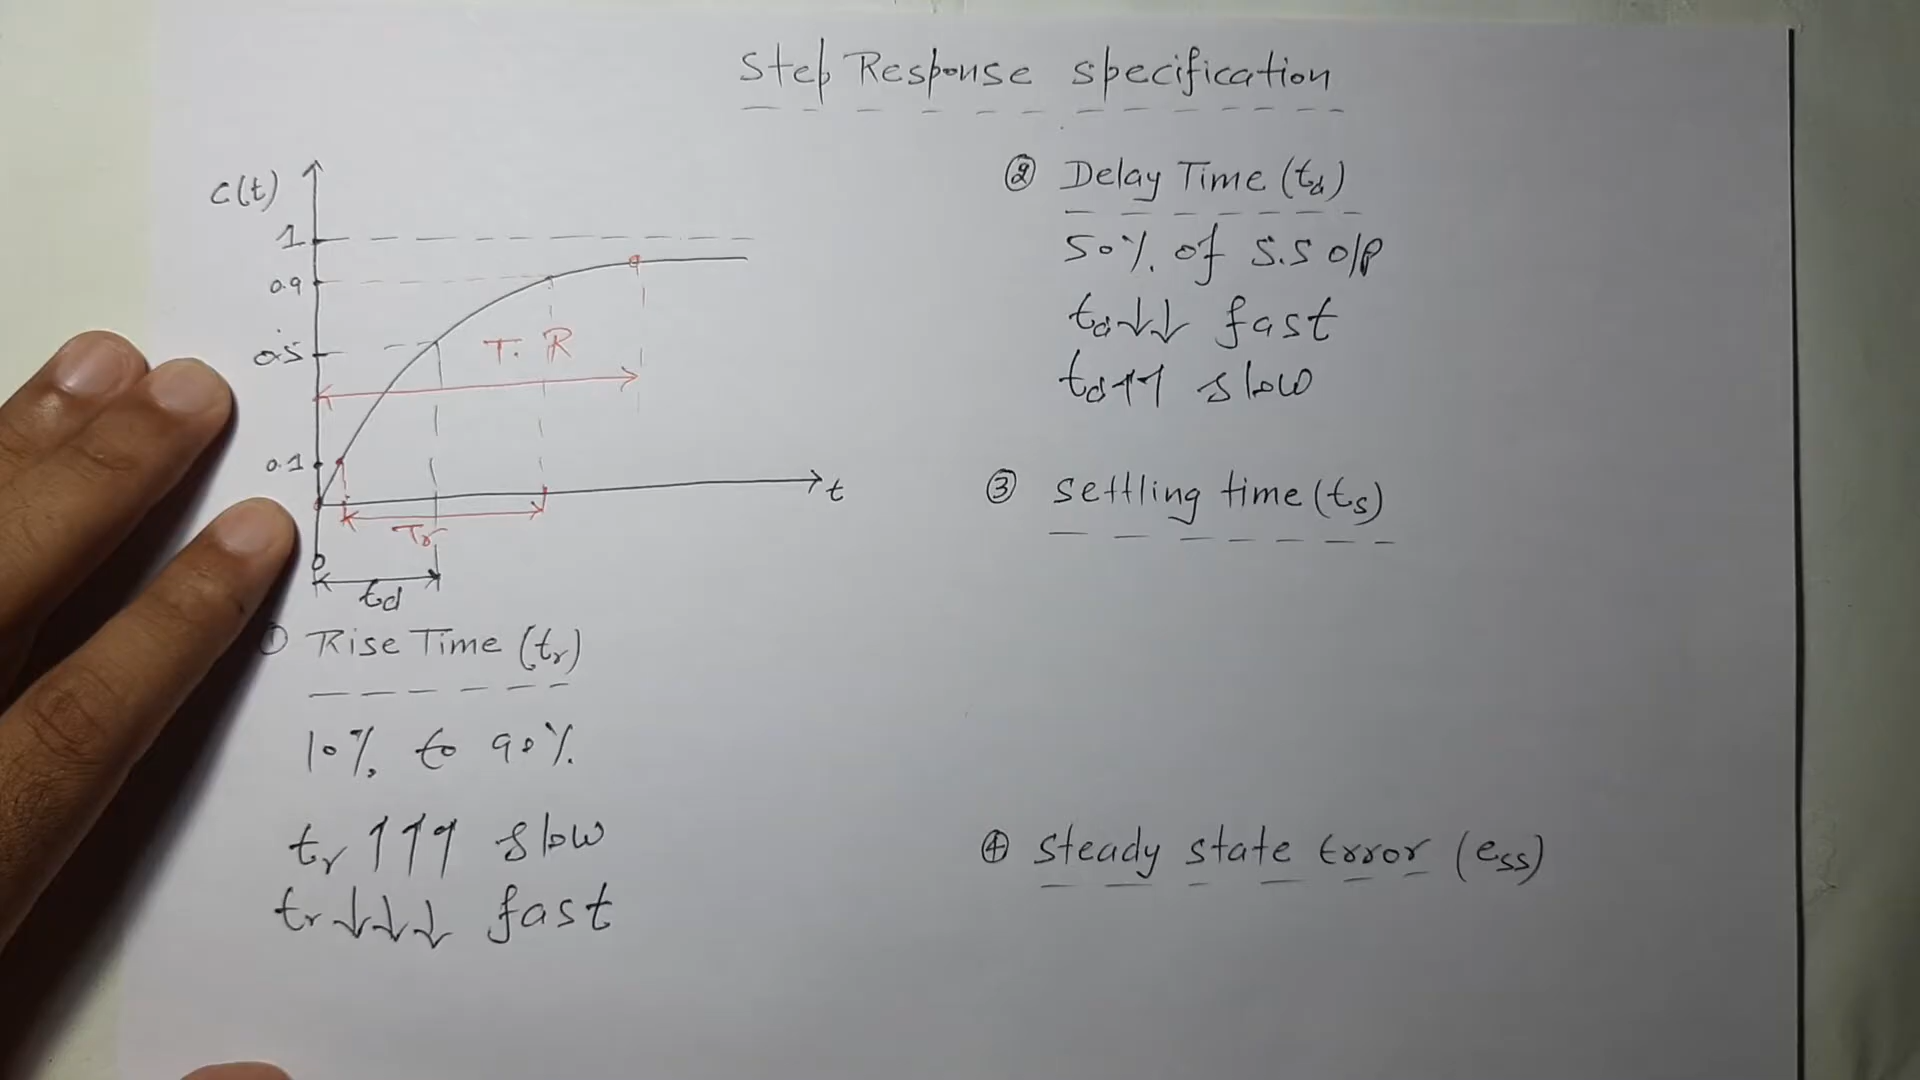 Step Response specification
c(t)
1
0.9
0.5
0.1
T.R
t
Tr
0
td
① Rise Time (tr)
10% to 90%
tr ↑↑↑ slow
tr ↓↓↓ fast
② Delay Time (td)
50% of S.S o/p
td↓↓ fast
td↑↑ slow
③ settling time (ts)
④ steady state error (ess)